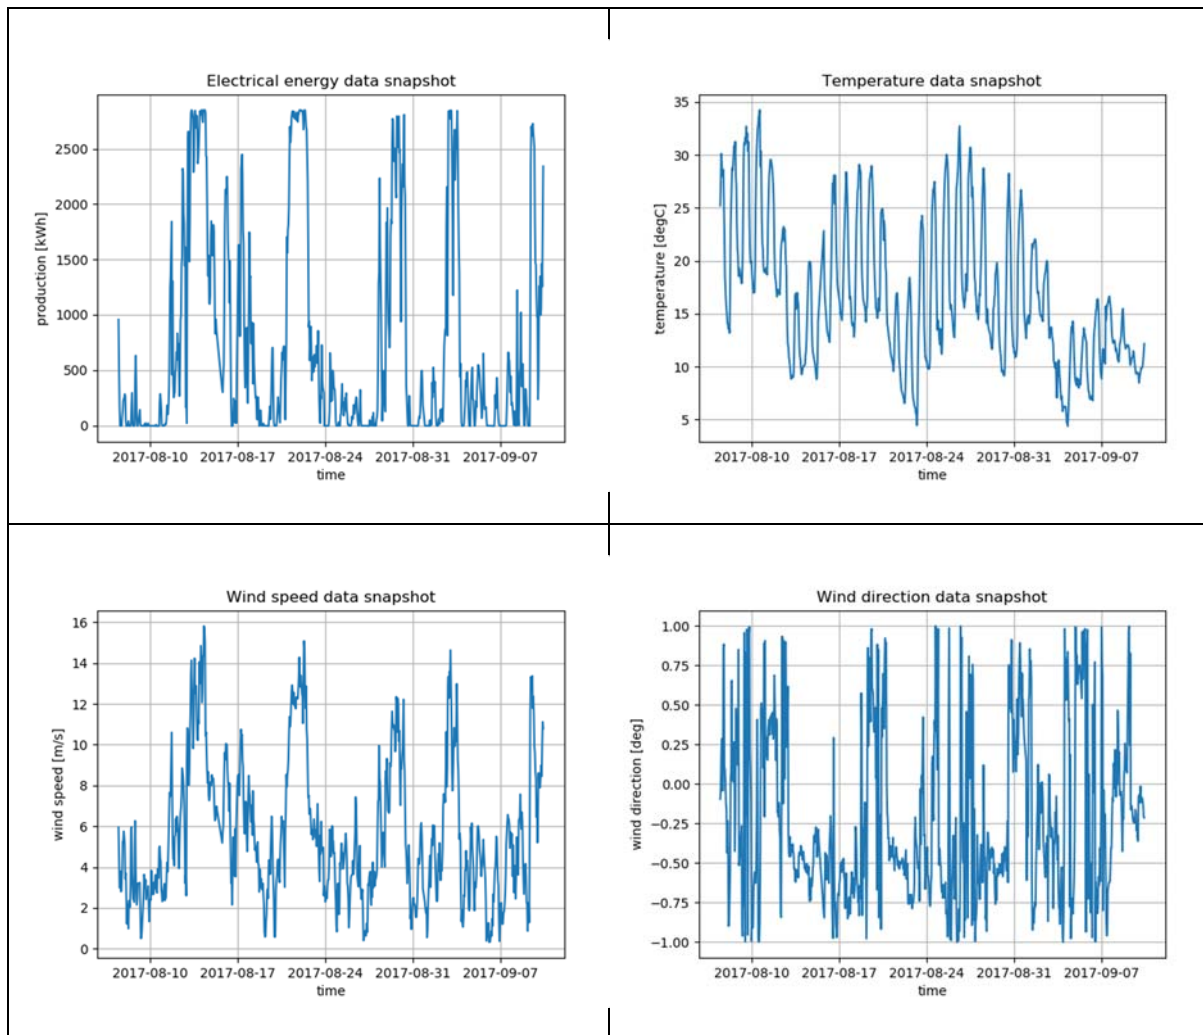 Electrical energy data snapshot
production [kWh]
2500
2000
1500
1000
500
0
2017-08-10 2017-08-17 2017-08-24 2017-08-31 2017-09-07
time
Temperature data snapshot
temperature [degC]
35
30
25
20
15
10
5
2017-08-10 2017-08-17 2017-08-24 2017-08-31 2017-09-07
time
Wind speed data snapshot
wind speed [m/s]
16
14
12
10
8
6
4
2
0
2017-08-10 2017-08-17 2017-08-24 2017-08-31 2017-09-07
time
Wind direction data snapshot
wind direction [deg]
1.00
0.75
0.50
0.25
0.00
−0.25
−0.50
−0.75
−1.00
2017-08-10 2017-08-17 2017-08-24 2017-08-31 2017-09-07
time